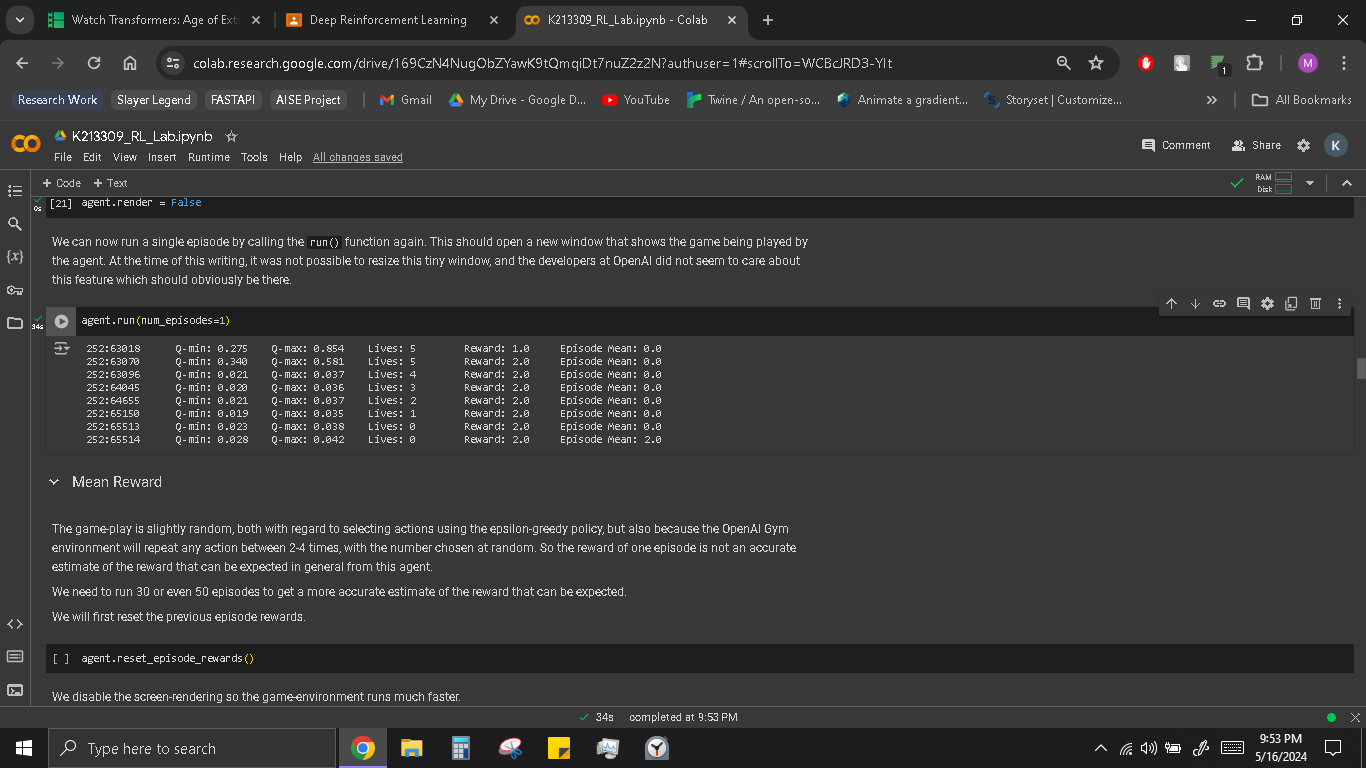 Watch Transformers: Age of Ext
Deep Reinforcement Learning
K213309_RL_Lab.ipynb - Colab
colab.research.google.com/drive/169CzN4NugObZYawK9tQmqiDt7nuZ2z2N?authuser=1#scrollTo=WCBcJRD3-YIt
1
M
Research Work
Slayer Legend
FASTAPI
AISE Project
Gmail
My Drive - Google D...
YouTube
Twine / An open-so...
Animate a gradient...
Storyset | Customize...
All Bookmarks
K213309_RL_Lab.ipynb
File Edit View Insert Runtime Tools Help All changes saved
Comment
Share
K
+ Code + Text
RAM
Disk
0s
[21] agent.render = False
We can now run a single episode by calling the run() function again. This should open a new window that shows the game being played by
the agent. At the time of this writing, it was not possible to resize this tiny window, and the developers at OpenAI did not seem to care about
this feature which should obviously be there.
34s
agent.run(num_episodes=1)
252:63018 Q-min: 0.275 Q-max: 0.854 Lives: 5 Reward: 1.0 Episode Mean: 0.0
252:63070 Q-min: 0.340 Q-max: 0.581 Lives: 5 Reward: 2.0 Episode Mean: 0.0
252:63096 Q-min: 0.021 Q-max: 0.037 Lives: 4 Reward: 2.0 Episode Mean: 0.0
252:64045 Q-min: 0.020 Q-max: 0.036 Lives: 3 Reward: 2.0 Episode Mean: 0.0
252:64655 Q-min: 0.021 Q-max: 0.037 Lives: 2 Reward: 2.0 Episode Mean: 0.0
252:65150 Q-min: 0.019 Q-max: 0.035 Lives: 1 Reward: 2.0 Episode Mean: 0.0
252:65513 Q-min: 0.023 Q-max: 0.038 Lives: 0 Reward: 2.0 Episode Mean: 0.0
252:65514 Q-min: 0.028 Q-max: 0.042 Lives: 0 Reward: 2.0 Episode Mean: 2.0
Mean Reward
The game-play is slightly random, both with regard to selecting actions using the epsilon-greedy policy, but also because the OpenAI Gym
environment will repeat any action between 2-4 times, with the number chosen at random. So the reward of one episode is not an accurate
estimate of the reward that can be expected in general from this agent.
We need to run 30 or even 50 episodes to get a more accurate estimate of the reward that can be expected.
We will first reset the previous episode rewards.
[ ] agent.reset_episode_rewards()
We disable the screen-rendering so the game-environment runs much faster.
34s completed at 9:53 PM
Type here to search
9:53 PM
5/16/2024